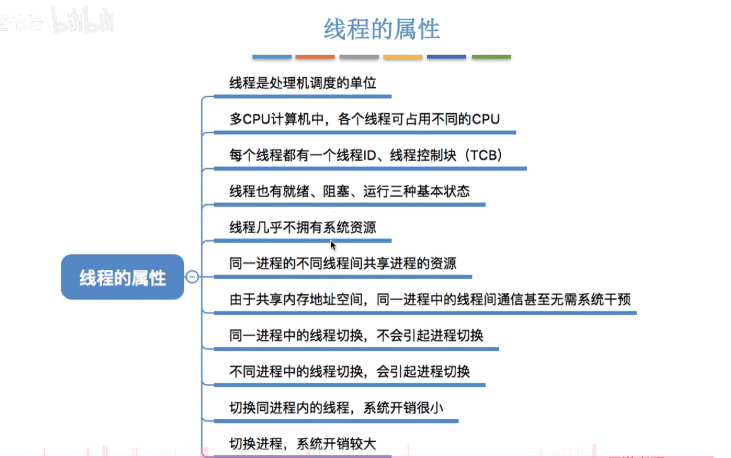 线程的属性
线程是处理机调度的单位
多CPU计算机中，各个线程可占用不同的CPU
每个线程都有一个线程ID、线程控制块（TCB）
线程也有就绪、阻塞、运行三种基本状态
线程几乎不拥有系统资源
线程的属性
同一进程的不同线程间共享进程的资源
由于共享内存地址空间，同一进程中的线程间通信甚至无需系统干预
同一进程中的线程切换，不会引起进程切换
不同进程中的线程切换，会引起进程切换
切换同进程内的线程，系统开销很小
切换进程，系统开销较大